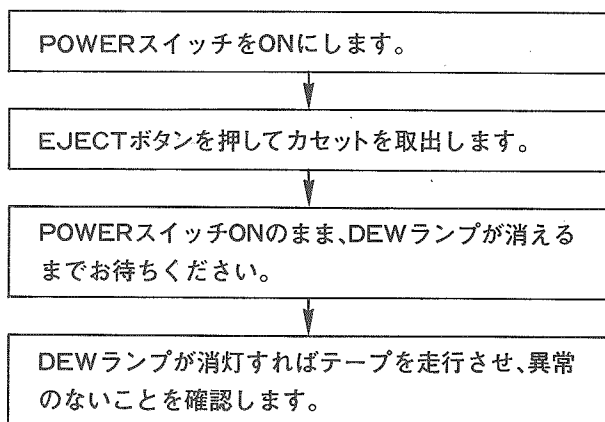 POWERスイッチをONにします。
EJECTボタンを押してカセットを取出します。
POWERスイッチONのまま、DEWランプが消える
までお待ちください。
DEWランプが消灯すればテープを走行させ、異常
のないことを確認します。